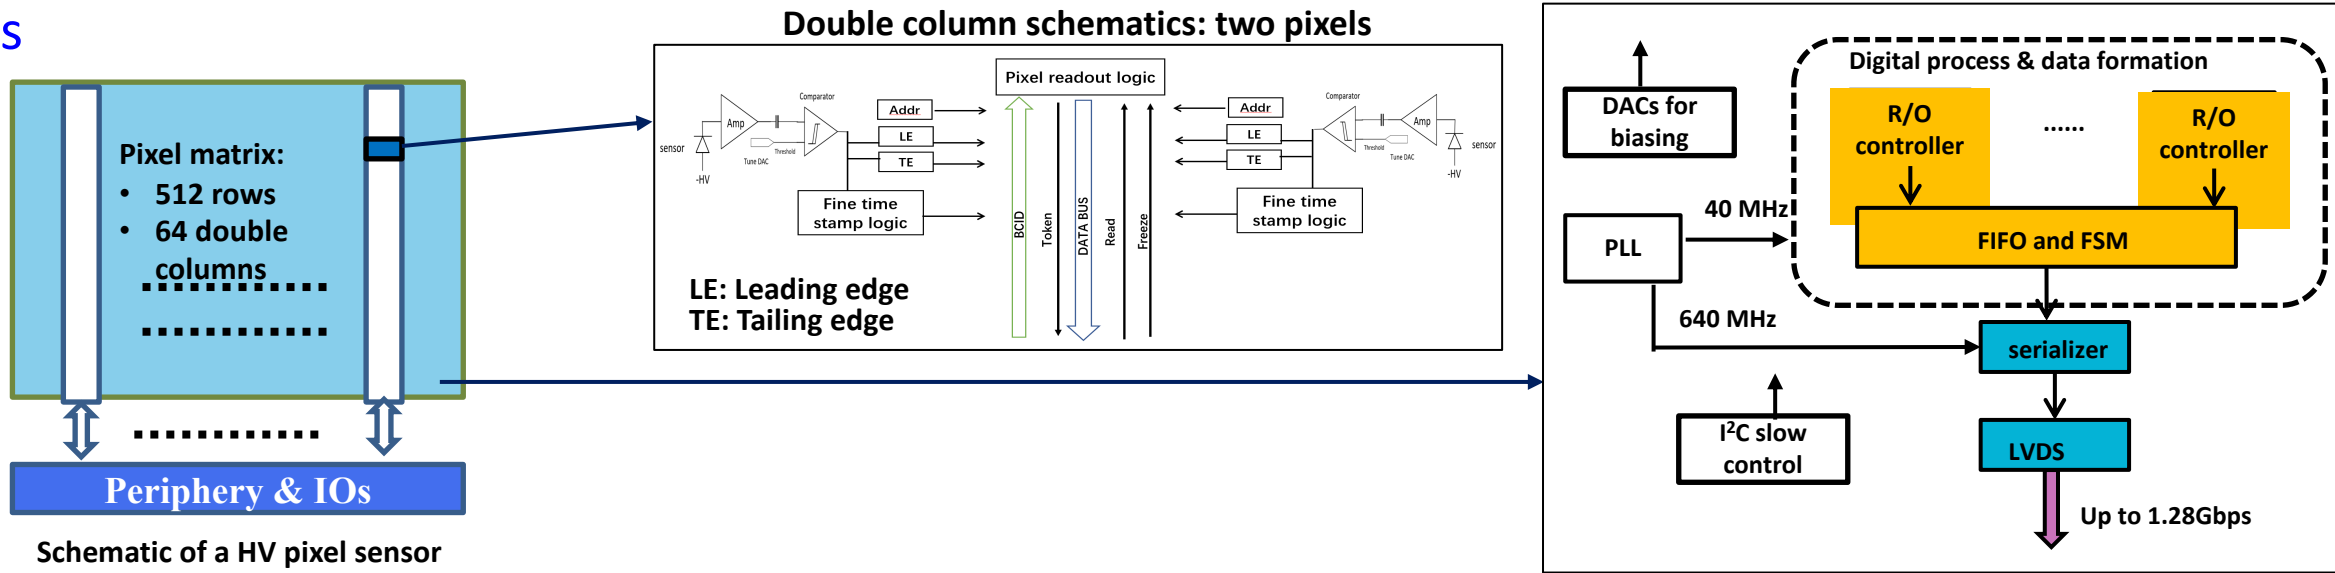 s
Pixel matrix:
• 512 rows
• 64 double
columns
Periphery & IOs
Schematic of a HV pixel sensor
Double column schematics: two pixels
Pixel readout logic
Comparator
Amp
sensor
Tune DAC
Threshold
-HV
Addr
LE
TE
Fine time
stamp logic
BCID
Token
DATA BUS
Read
Freeze
Addr
LE
TE
Fine time
stamp logic
Comparator
Amp
sensor
Threshold
Tune DAC
-HV
LE: Leading edge
TE: Tailing edge
DACs for
biasing
Digital process & data formation
R/O
controller
......
R/O
controller
FIFO and FSM
PLL
40 MHz
640 MHz
serializer
I²C slow
control
LVDS
Up to 1.28Gbps